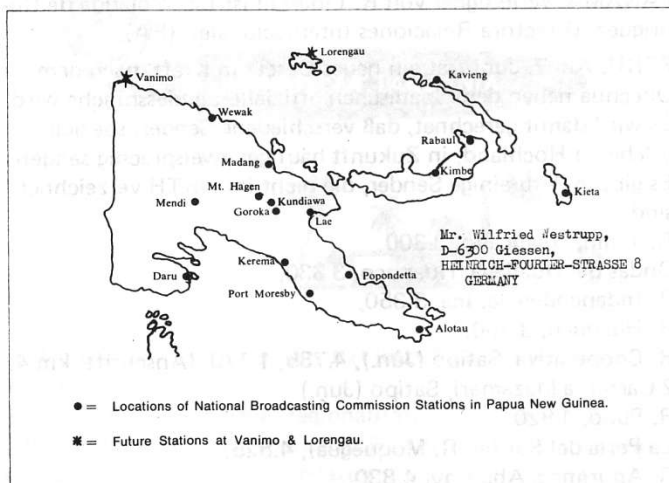 Lorengau
Vanimo
Kavieng
Wewak
Rabaul
Madang
Kimbe
Mt. Hagen
Kundiawa
Kieta
Mendi
Goroka
Lae
Mr. Wilfried Westrupp,
D-6300 Giessen,
HEINRICH-FOURIER-STRASSE 8
GERMANY
Kerema
Daru
Popondetta
Port Moresby
Alotau
● = Locations of National Broadcasting Commission Stations in Papua New Guinea.
✱ = Future Stations at Vanimo & Lorengau.